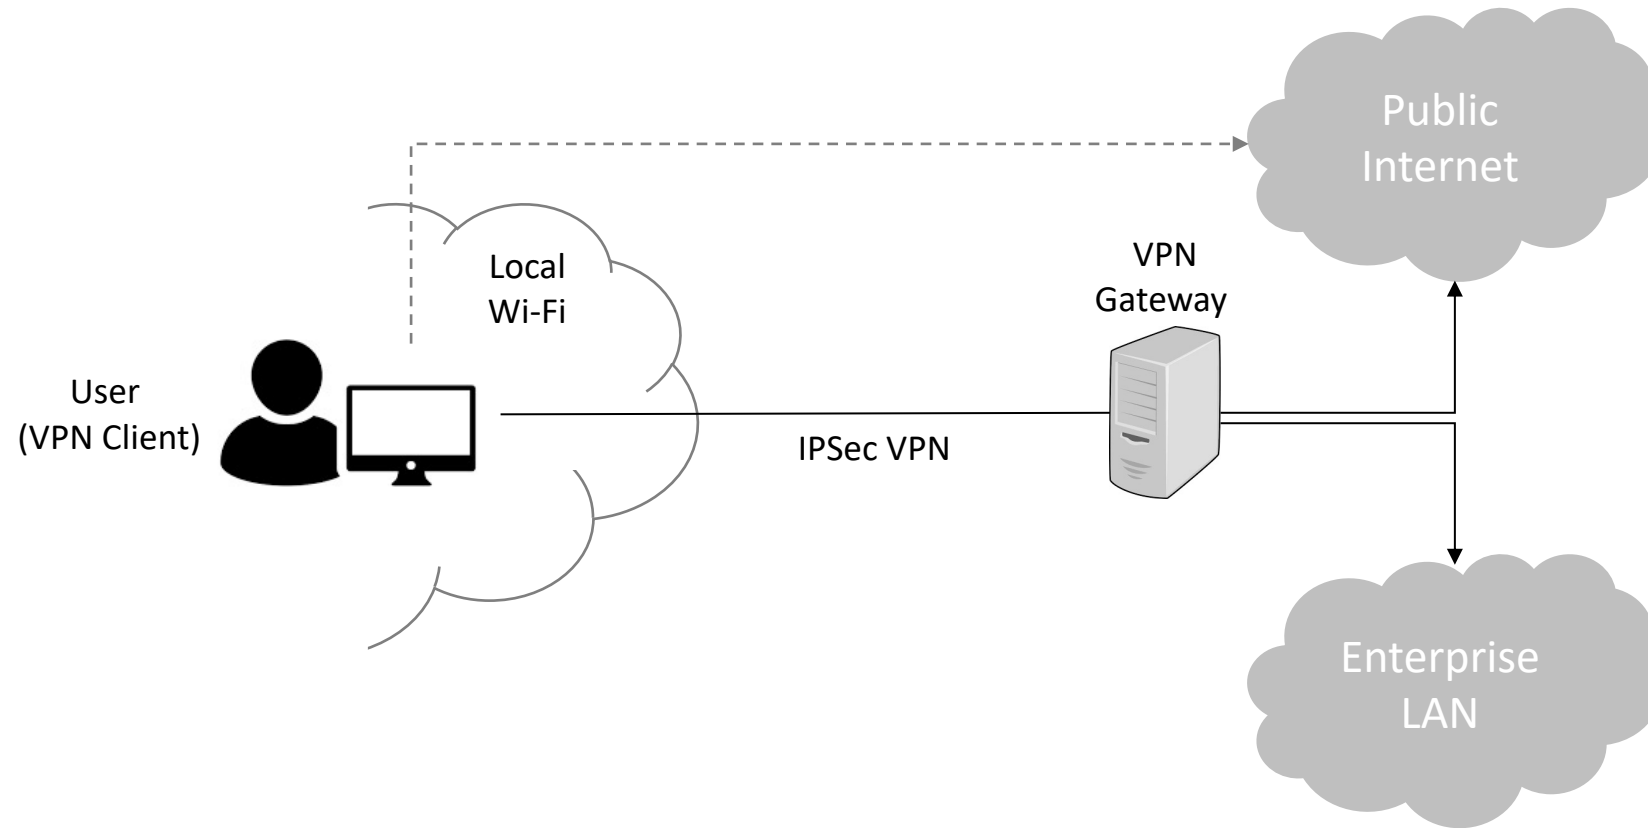 Public
Internet
Local
Wi-Fi
VPN
Gateway
User
(VPN Client)
IPSec VPN
Enterprise
LAN